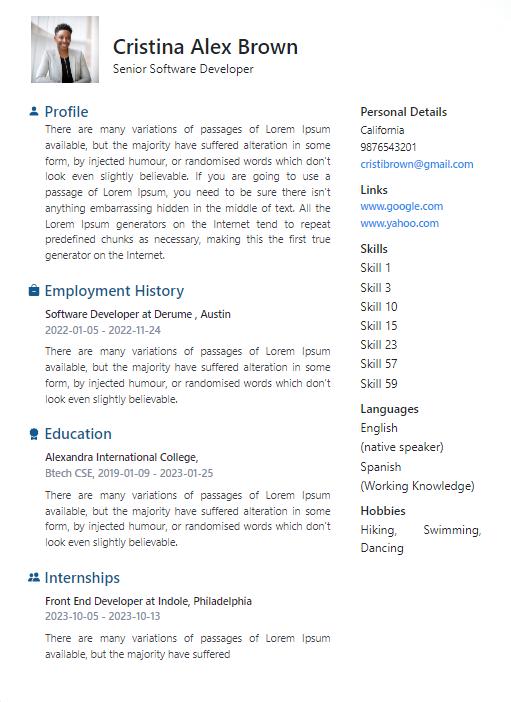 Cristina Alex Brown
Senior Software Developer
Profile
There are many variations of passages of Lorem Ipsum
available, but the majority have suffered alteration in some
form, by injected humour, or randomised words which don't
look even slightly believable. If you are going to use a
passage of Lorem Ipsum, you need to be sure there isn't
anything embarrassing hidden in the middle of text. All the
Lorem Ipsum generators on the Internet tend to repeat
predefined chunks as necessary, making this the first true
generator on the Internet.
Employment History
Software Developer at Derume , Austin
2022-01-05 - 2022-11-24
There are many variations of passages of Lorem Ipsum
available, but the majority have suffered alteration in some
form, by injected humour, or randomised words which don't
look even slightly believable.
Education
Alexandra International College,
Btech CSE, 2019-01-09 - 2023-01-25
There are many variations of passages of Lorem Ipsum
available, but the majority have suffered alteration in some
form, by injected humour, or randomised words which don't
look even slightly believable.
Internships
Front End Developer at Indole, Philadelphia
2023-10-05 - 2023-10-13
There are many variations of passages of Lorem Ipsum
available, but the majority have suffered
Personal Details
California
9876543201
cristibrown@gmail.com
Links
www.google.com
www.yahoo.com
Skills
Skill 1
Skill 3
Skill 10
Skill 15
Skill 23
Skill 57
Skill 59
Languages
English
(native speaker)
Spanish
(Working Knowledge)
Hobbies
Hiking, Swimming,
Dancing